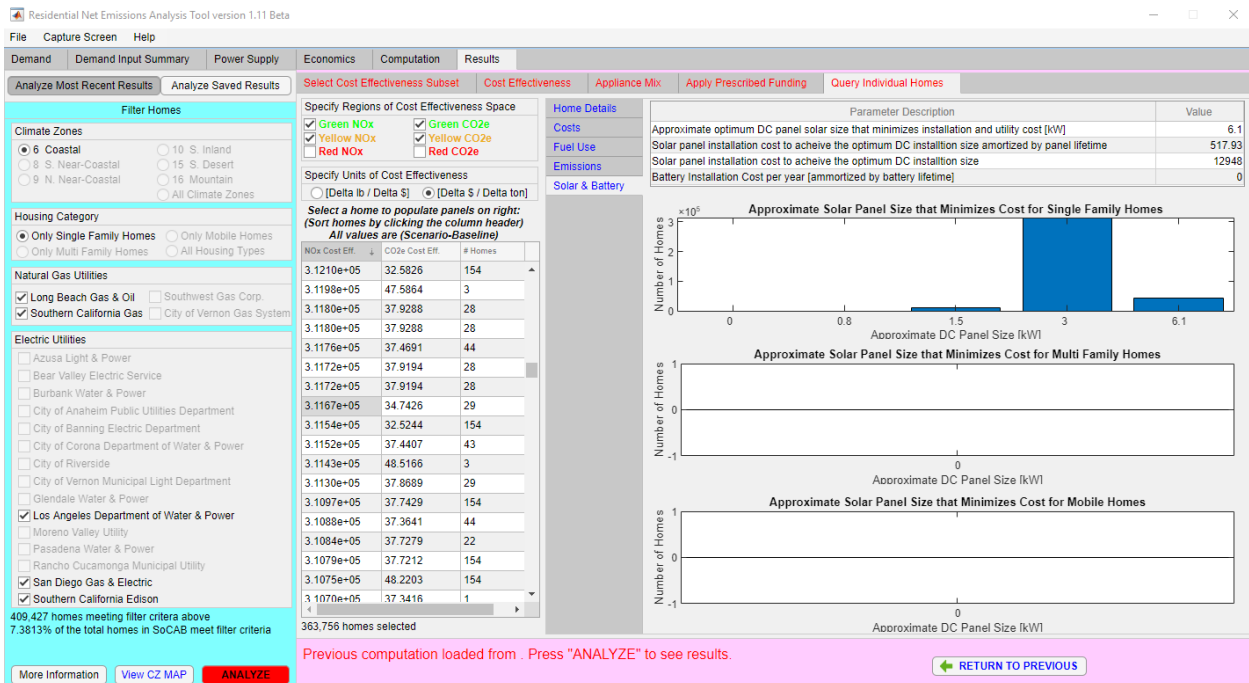 Residential Net Emissions Analysis Tool version 1.11 Beta
File Capture Screen Help
Demand Demand Input Summary Power Supply Economics Computation Results
Analyze Most Recent Results Analyze Saved Results
Filter Homes
Climate Zones
6 Coastal 10 S. Inland
8 S. Near-Coastal 15 S. Desert
9 N. Near-Coastal 16 Mountain
All Climate Zones
Housing Category
Only Single Family Homes Only Mobile Homes
Only Multi Family Homes All Housing Types
Natural Gas Utilities
Long Beach Gas & Oil Southwest Gas Corp.
Southern California Gas City of Vernon Gas System
Electric Utilities
Azusa Light & Power
Bear Valley Electric Service
Burbank Water & Power
City of Anaheim Public Utilities Department
City of Banning Electric Department
City of Corona Department of Water & Power
City of Riverside
City of Vernon Municipal Light Department
Glendale Water & Power
Los Angeles Department of Water & Power
Moreno Valley Utility
Pasadena Water & Power
Rancho Cucamonga Municipal Utility
San Diego Gas & Electric
Southern California Edison
409,427 homes meeting filter critera above
7.3813% of the total homes in SoCAB meet filter criteria
More Information View CZ MAP ANALYZE
Select Cost Effectiveness Subset Cost Effectiveness Appliance Mix Apply Prescribed Funding Query Individual Homes
Specify Regions of Cost Effectiveness Space
Green NOx Green CO2e
Yellow NOx Yellow CO2e
Red NOx Red CO2e
Specify Units of Cost Effectiveness
[Delta lb / Delta $] [Delta $ / Delta ton]
Select a home to populate panels on right:
(Sort homes by clicking the column header)
All values are (Scenario-Baseline)
NOx Cost Eff. ↓ CO2e Cost Eff. # Homes
3.1210e+05 32.5826 154
3.1198e+05 47.5864 3
3.1180e+05 37.9288 28
3.1180e+05 37.9288 28
3.1176e+05 37.4691 44
3.1172e+05 37.9194 28
3.1172e+05 37.9194 28
3.1167e+05 34.7426 29
3.1154e+05 32.5244 154
3.1152e+05 37.4407 43
3.1143e+05 48.5166 3
3.1130e+05 37.8689 29
3.1097e+05 37.7429 154
3.1088e+05 37.3641 44
3.1084e+05 37.7279 22
3.1079e+05 37.7212 154
3.1075e+05 48.2203 154
3.1070e+05 37.3416 1
363,756 homes selected
Home Details
Costs
Fuel Use
Emissions
Solar & Battery
Parameter Description Value
Approximate optimum DC panel solar size that minimizes installation and utility cost [kW] 6.1
Solar panel installation cost to acheive the optimum DC installtion size amortized by panel lifetime 517.93
Solar panel installation cost to acheive the optimum DC installtion size 12948
Battery Installation Cost per year [ammortized by battery lifetime] 0
Approximate Solar Panel Size that Minimizes Cost for Single Family Homes
×10⁵
Number of Homes
3
2
1
0
0 0.8 1.5 3 6.1
Approximate DC Panel Size [kW]
Approximate Solar Panel Size that Minimizes Cost for Multi Family Homes
Number of Homes
1
0
-1
0
Approximate DC Panel Size [kW]
Approximate Solar Panel Size that Minimizes Cost for Mobile Homes
Number of Homes
1
0
-1
0
Approximate DC Panel Size [kW]
Previous computation loaded from . Press "ANALYZE" to see results.
RETURN TO PREVIOUS